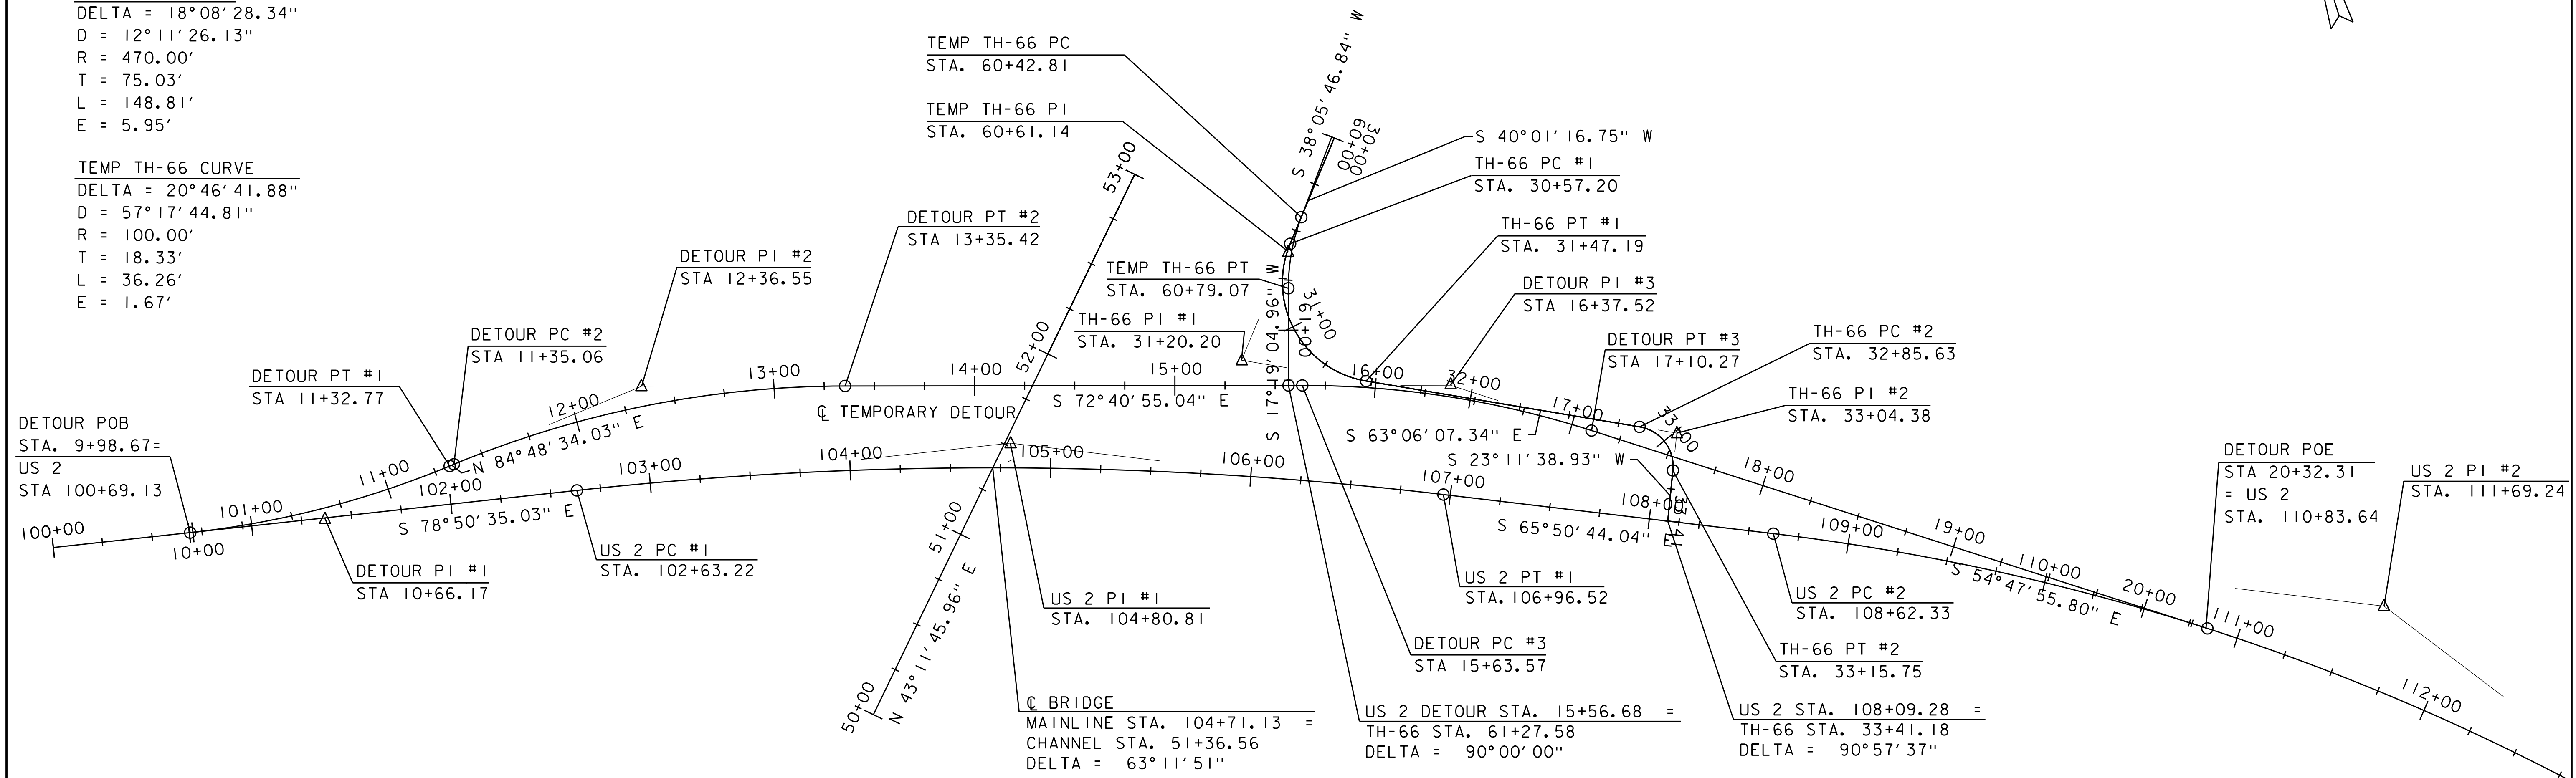 DELTA = 18°08'28.34"
D = 12°11'26.13"
R = 470.00'
T = 75.03'
L = 148.81'
E = 5.95'
TEMP TH-66 CURVE
DELTA = 20°46'41.88"
D = 57°17'44.81"
R = 100.00'
T = 18.33'
L = 36.26'
E = 1.67'
TEMP TH-66 PC
STA. 60+42.81
TEMP TH-66 PI
STA. 60+61.14
S 38°05'46.84" W
60+00
30+00
S 40°01'16.75" W
TH-66 PC #1
STA. 30+57.20
53+00
DETOUR PT #2
STA 13+35.42
TH-66 PT #1
STA. 31+47.19
DETOUR PI #2
STA 12+36.55
TEMP TH-66 PT
STA. 60+79.07
DETOUR PI #3
STA 16+37.52
TH-66 PI #1
STA. 31+20.20
S 17°19'04.96" W
31+00
61+00
DETOUR PC #2
STA 11+35.06
DETOUR PT #3
STA 17+10.27
TH-66 PC #2
STA. 32+85.63
52+00
DETOUR PT #1
STA 11+32.77
13+00
14+00
15+00
16+00
32+00
TH-66 PI #2
STA. 33+04.38
12+00
17+00
33+00
℄ TEMPORARY DETOUR
S 72°40'55.04" E
N 84°48'34.03" E
S 63°06'07.34" E
S 23°11'38.93" W
DETOUR POB
STA. 9+98.67=
US 2
STA 100+69.13
11+00
102+00
103+00
104+00
105+00
106+00
107+00
108+00
18+00
DETOUR POE
STA 20+32.31
= US 2
STA. 110+83.64
US 2 PI #2
STA. 111+69.24
100+00
10+00
101+00
S 78°50'35.03" E
51+00
S 65°50'44.04" E
33+41
109+00
19+00
110+00
S 54°47'55.80" E
20+00
111+00
112+00
US 2 PC #1
STA. 102+63.22
DETOUR PI #1
STA 10+66.17
US 2 PI #1
STA. 104+80.81
US 2 PT #1
STA.106+96.52
US 2 PC #2
STA. 108+62.33
N 43°11'45.96" E
50+00
DETOUR PC #3
STA 15+63.57
TH-66 PT #2
STA. 33+15.75
℄ BRIDGE
MAINLINE STA. 104+71.13 =
CHANNEL STA. 51+36.56
DELTA = 63°11'51"
US 2 DETOUR STA. 15+56.68 =
TH-66 STA. 61+27.58
DELTA = 90°00'00"
US 2 STA. 108+09.28 =
TH-66 STA. 33+41.18
DELTA = 90°57'37"